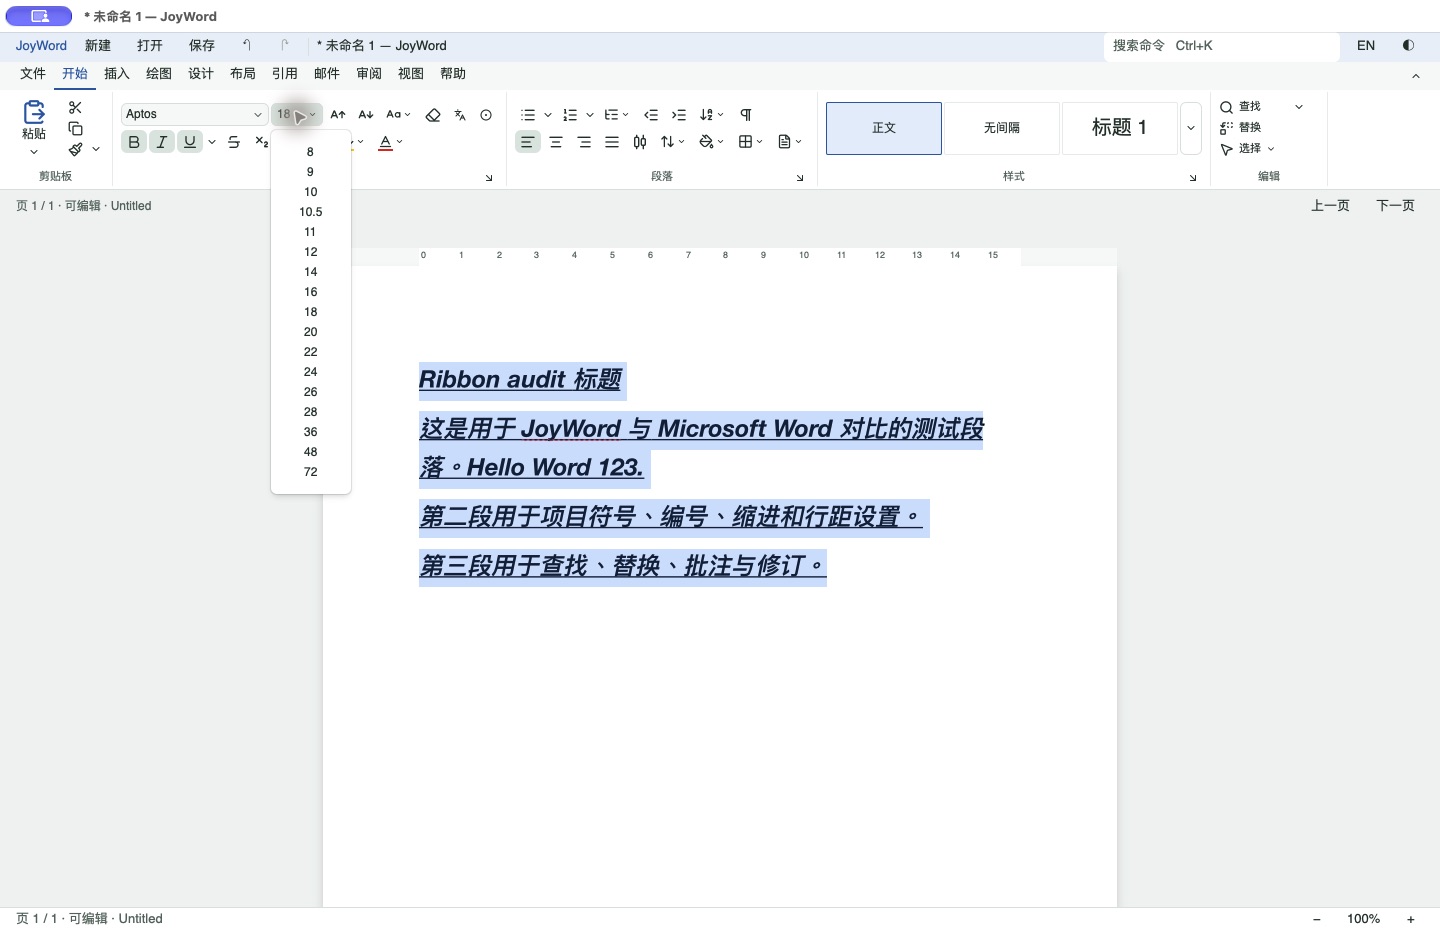 * 未命名 1 — JoyWord
JoyWord 新建 打开 保存 * 未命名 1 — JoyWord 搜索命令 Ctrl+K EN
文件 开始 插入 绘图 设计 布局 引用 邮件 审阅 视图 帮助
粘贴
剪贴板
Aptos 18
Aa
B I U
A
段落
正文 无间隔 标题 1
样式
查找
替换
选择
编辑
页 1 / 1 · 可编辑 · Untitled 上一页 下一页
8
9
10
10.5
11
12
14
16
18
20
22
24
26
28
36
48
72
0 1 2 3 4 5 6 7 8 9 10 11 12 13 14 15
Ribbon audit 标题
这是用于 JoyWord 与 Microsoft Word 对比的测试段
落。Hello Word 123.
第二段用于项目符号、编号、缩进和行距设置。
第三段用于查找、替换、批注与修订。
页 1 / 1 · 可编辑 · Untitled − 100% +